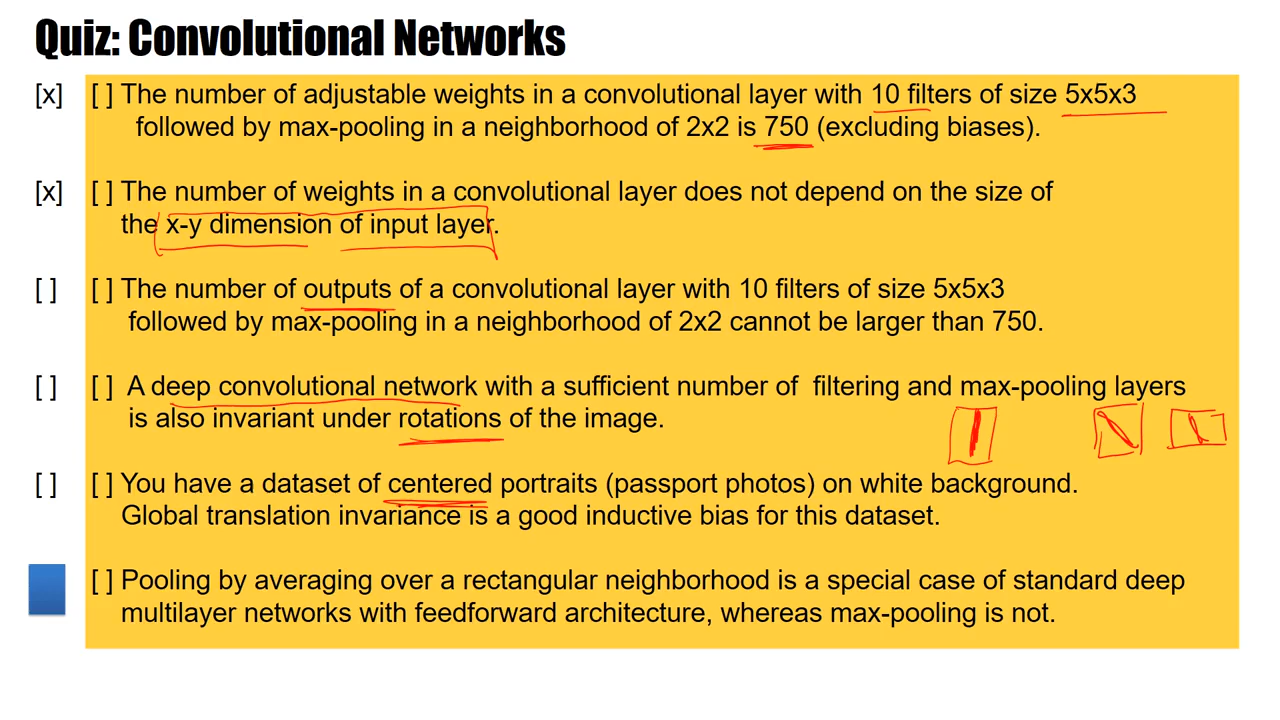 Quiz: Convolutional Networks
[x] [ ] The number of adjustable weights in a convolutional layer with 10 filters of size 5x5x3
followed by max-pooling in a neighborhood of 2x2 is 750 (excluding biases).
[x] [ ] The number of weights in a convolutional layer does not depend on the size of
the x-y dimension of input layer.
[ ] [ ] The number of outputs of a convolutional layer with 10 filters of size 5x5x3
followed by max-pooling in a neighborhood of 2x2 cannot be larger than 750.
[ ] [ ] A deep convolutional network with a sufficient number of filtering and max-pooling layers
is also invariant under rotations of the image.
[ ] [ ] You have a dataset of centered portraits (passport photos) on white background.
Global translation invariance is a good inductive bias for this dataset.
[ ] Pooling by averaging over a rectangular neighborhood is a special case of standard deep
multilayer networks with feedforward architecture, whereas max-pooling is not.